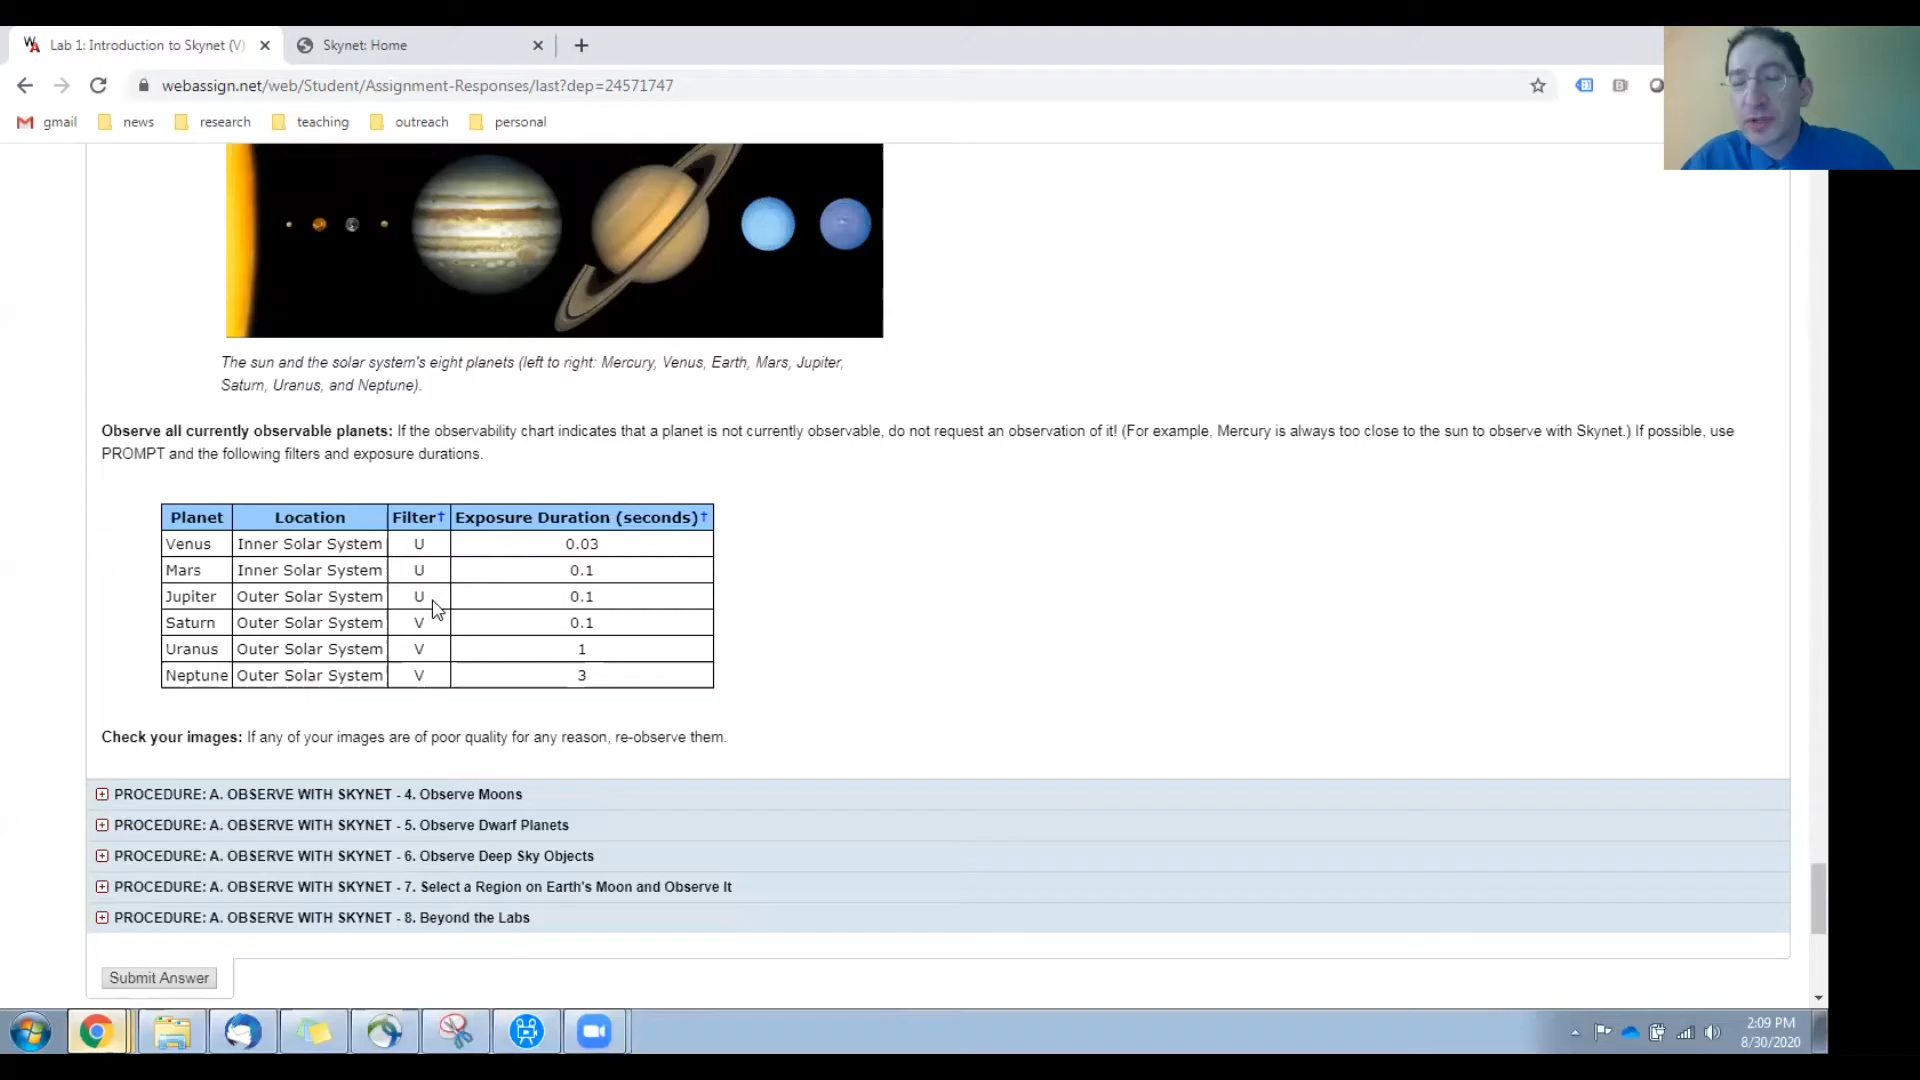 Lab 1: Introduction to Skynet (V)
Skynet: Home
webassign.net/web/Student/Assignment-Responses/last?dep=24571747
gmail news research teaching outreach personal
The sun and the solar system's eight planets (left to right: Mercury, Venus, Earth, Mars, Jupiter,
Saturn, Uranus, and Neptune).
Observe all currently observable planets: If the observability chart indicates that a planet is not currently observable, do not request an observation of it! (For example, Mercury is always too close to the sun to observe with Skynet.) If possible, use
PROMPT and the following filters and exposure durations.
Planet Location Filter† Exposure Duration (seconds)†
Venus Inner Solar System U 0.03
Mars Inner Solar System U 0.1
Jupiter Outer Solar System U 0.1
Saturn Outer Solar System V 0.1
Uranus Outer Solar System V 1
Neptune Outer Solar System V 3
Check your images: If any of your images are of poor quality for any reason, re-observe them.
PROCEDURE: A. OBSERVE WITH SKYNET - 4. Observe Moons
PROCEDURE: A. OBSERVE WITH SKYNET - 5. Observe Dwarf Planets
PROCEDURE: A. OBSERVE WITH SKYNET - 6. Observe Deep Sky Objects
PROCEDURE: A. OBSERVE WITH SKYNET - 7. Select a Region on Earth's Moon and Observe It
PROCEDURE: A. OBSERVE WITH SKYNET - 8. Beyond the Labs
Submit Answer
2:09 PM
8/30/2020